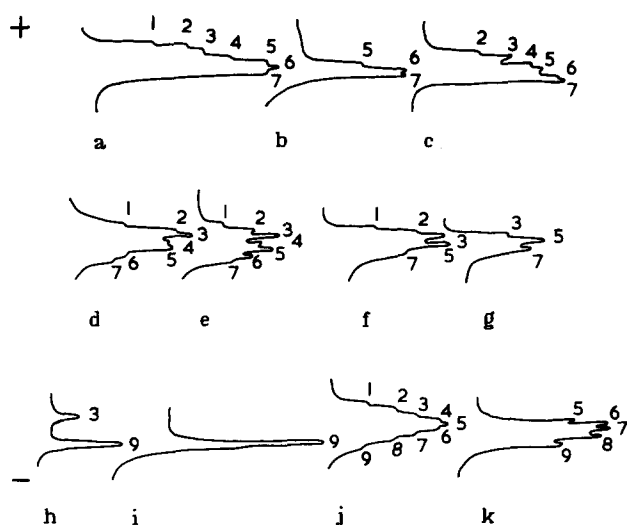 +
1 2 3 4 5 6 7
5 6 7
2 3 4 5 6 7
a b c
1 2 3 4 5 6 7
1 2 3 4 5 6 7
1 2 3 5 7
3 5 7
d e f g
3 9
9
1 2 3 4 5 6 7 8 9
5 6 7 8 9
−
h i j k